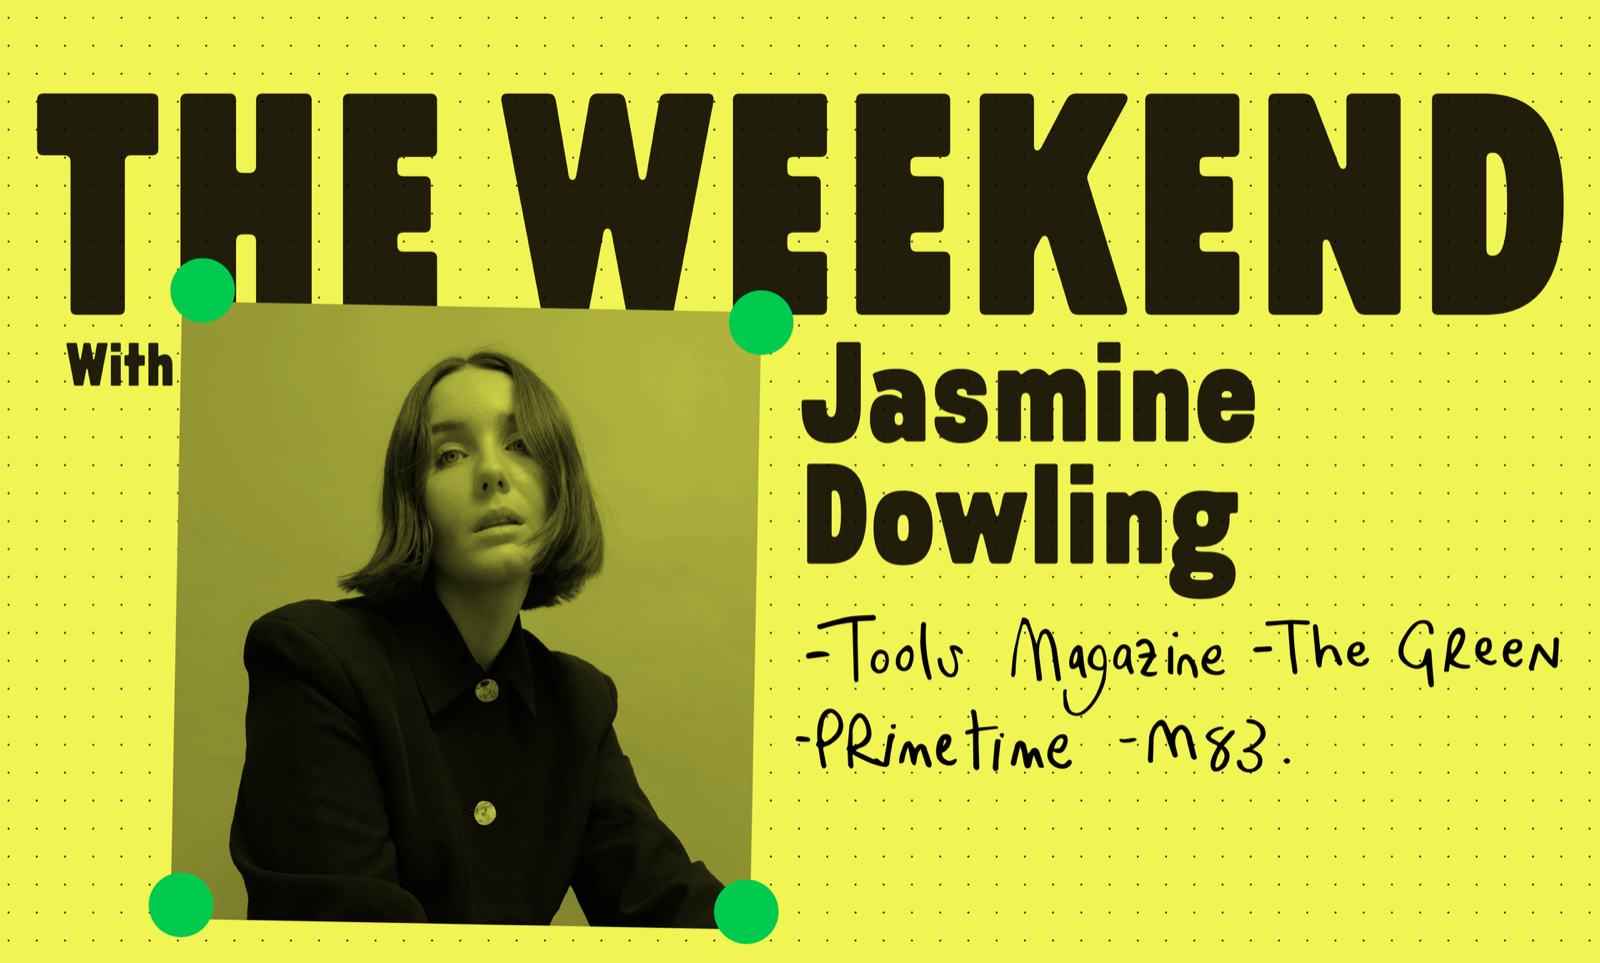 THE WEEKEND
With
Jasmine
Dowling
-Tools Magazine -The GReeN
-PRimetime -M83.